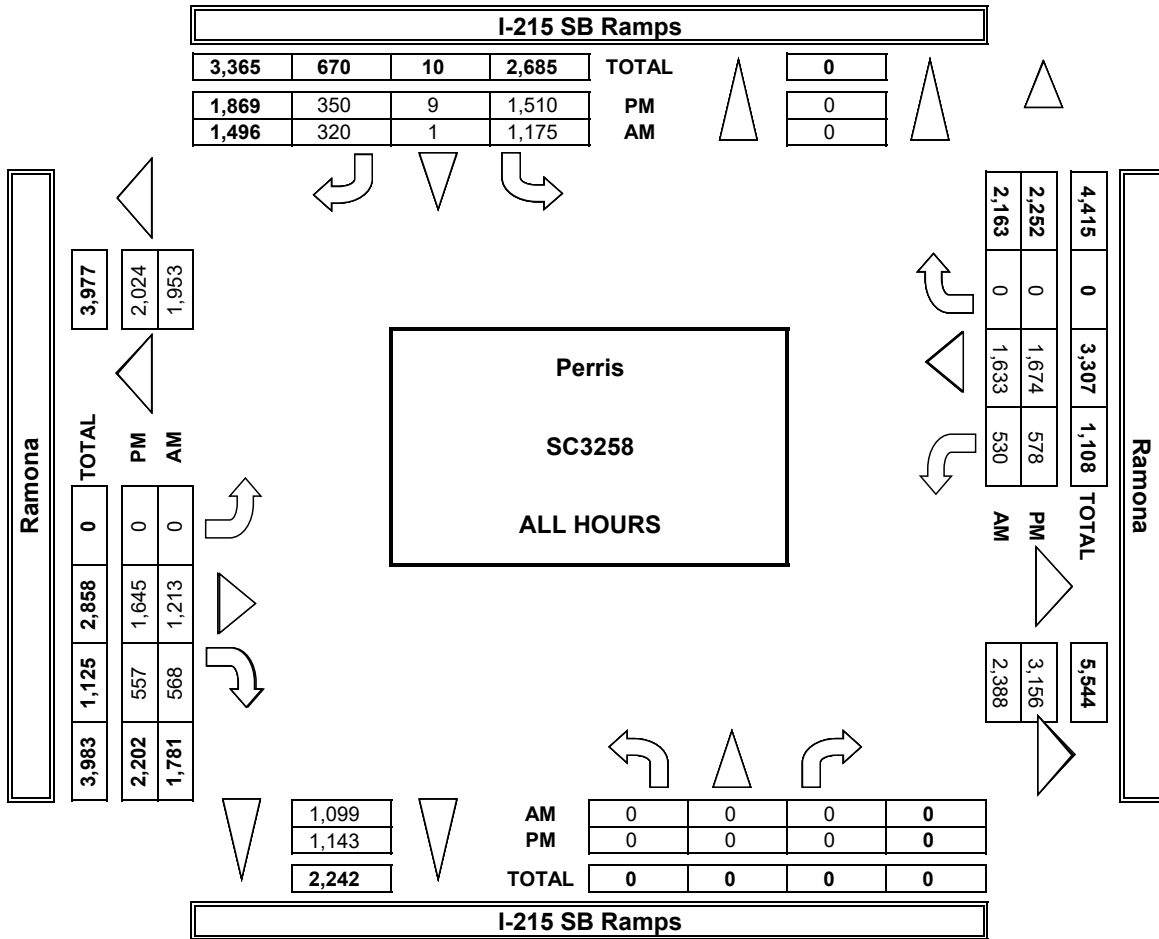 I-215 SB Ramps
3,365 670 10 2,685 TOTAL 0
1,869 350 9 1,510 PM 0
1,496 320 1 1,175 AM 0
Ramona
3,977
2,024
1,953
TOTAL
PM
AM
0 2,858 1,125 3,983
0 1,645 557 2,202
0 1,213 568 1,781
Perris
SC3258
ALL HOURS
4,415 0 3,307 1,108 TOTAL
2,252 0 1,674 578 PM
2,163 0 1,633 530 AM
5,544
3,156
2,388
Ramona
1,099 AM 0 0 0 0
1,143 PM 0 0 0 0
2,242 TOTAL 0 0 0 0
I-215 SB Ramps